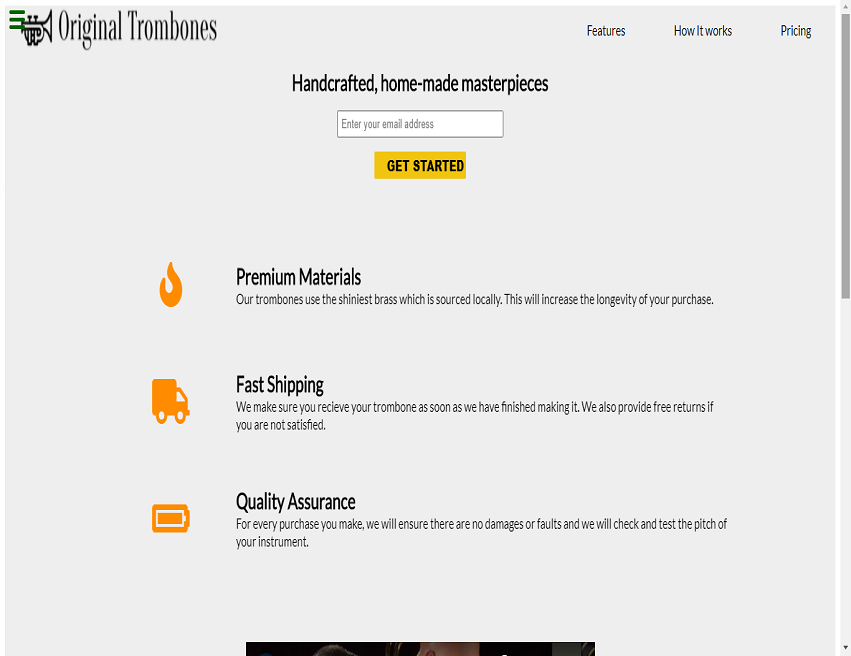 Original Trombones
Features
How It works
Pricing
Handcrafted, home-made masterpieces
Enter your email address
GET STARTED
Premium Materials
Our trombones use the shiniest brass which is sourced locally. This will increase the longevity of your purchase.
Fast Shipping
We make sure you recieve your trombone as soon as we have finished making it. We also provide free returns if
you are not satisfied.
Quality Assurance
For every purchase you make, we will ensure there are no damages or faults and we will check and test the pitch of
your instrument.